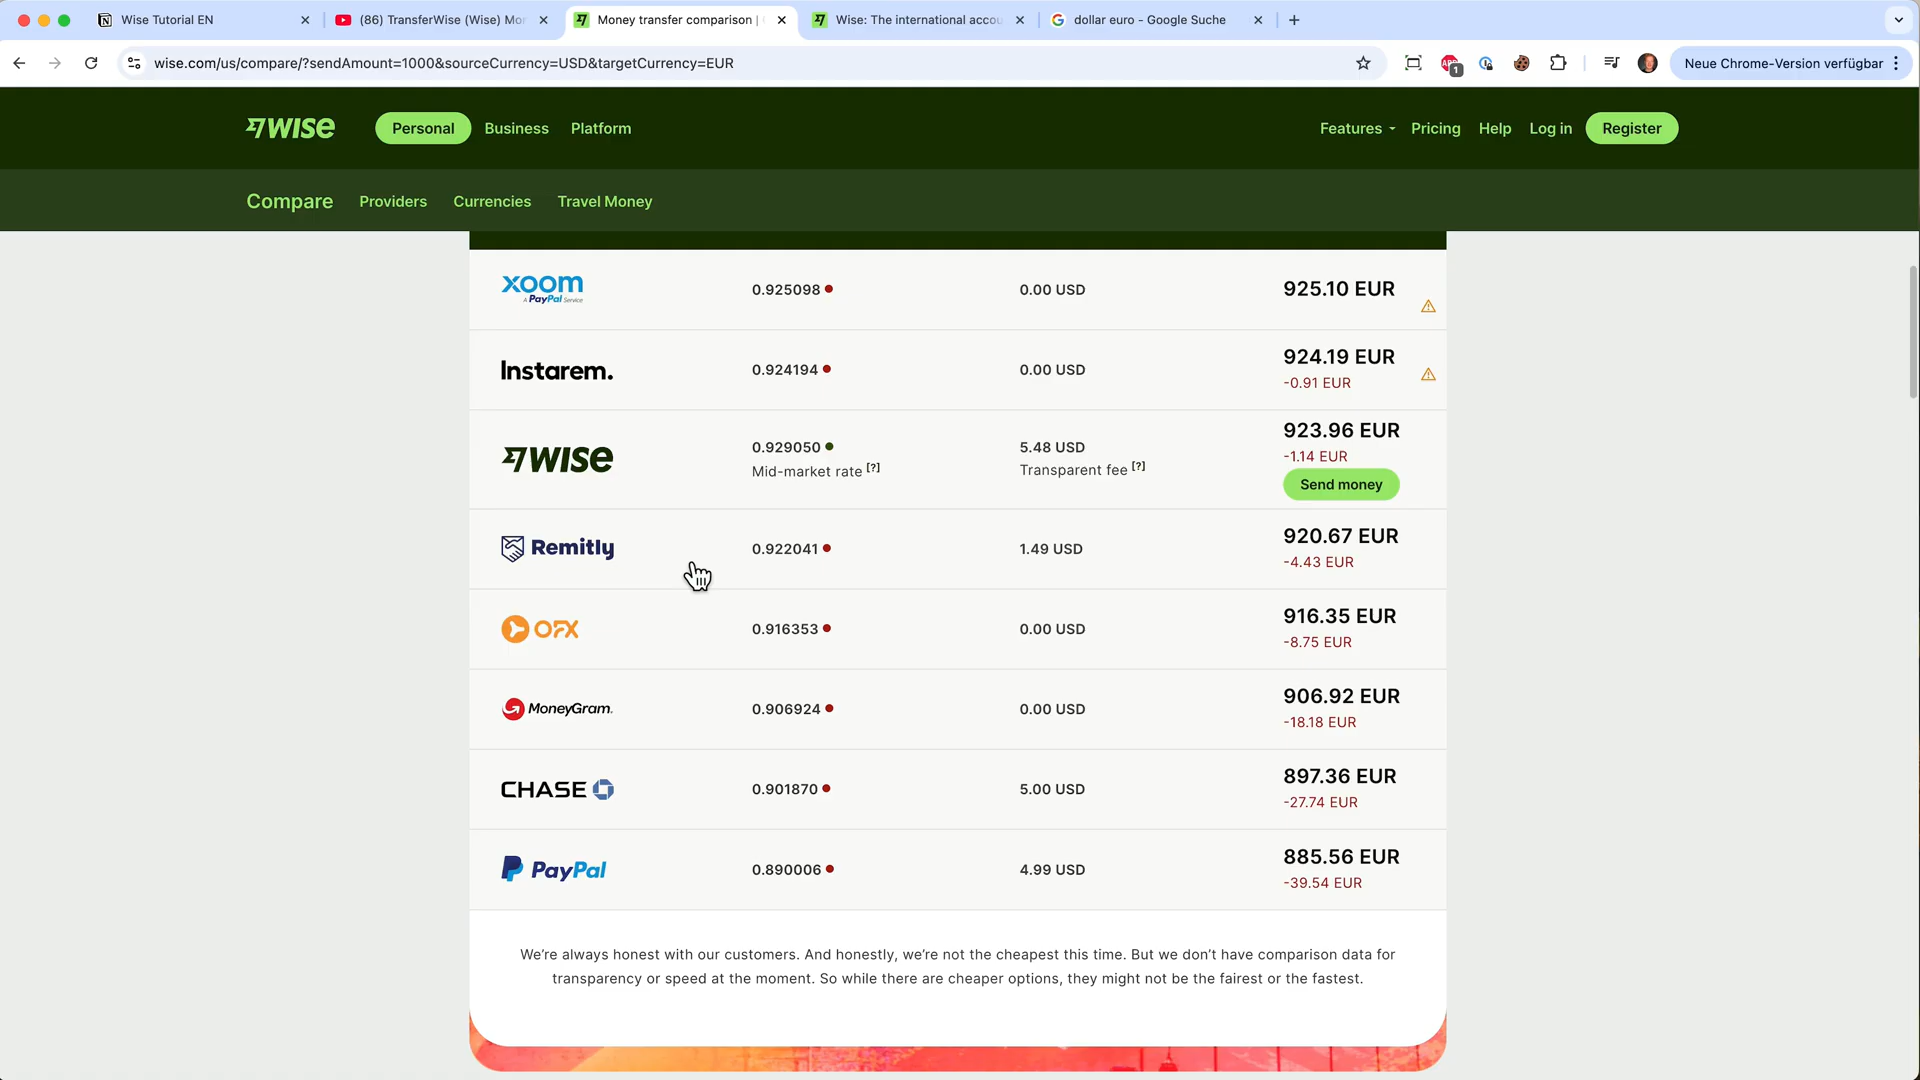 Wise Tutorial EN
(86) TransferWise (Wise) Mo
Money transfer comparison |
Wise: The international accou
dollar euro - Google Suche
wise.com/us/compare/?sendAmount=1000&sourceCurrency=USD&targetCurrency=EUR
ABP
1
Neue Chrome-Version verfügbar
WISE
Personal
Business
Platform
Features
Pricing
Help
Log in
Register
Compare
Providers
Currencies
Travel Money
xoom
A PayPal Service
0.925098
0.00 USD
925.10 EUR
Instarem.
0.924194
0.00 USD
924.19 EUR
-0.91 EUR
WISE
0.929050
Mid-market rate [?]
5.48 USD
Transparent fee [?]
923.96 EUR
-1.14 EUR
Send money
Remitly
0.922041
1.49 USD
920.67 EUR
-4.43 EUR
OFX
0.916353
0.00 USD
916.35 EUR
-8.75 EUR
MoneyGram.
0.906924
0.00 USD
906.92 EUR
-18.18 EUR
CHASE
0.901870
5.00 USD
897.36 EUR
-27.74 EUR
PayPal
0.890006
4.99 USD
885.56 EUR
-39.54 EUR
We're always honest with our customers. And honestly, we're not the cheapest this time. But we don't have comparison data for
transparency or speed at the moment. So while there are cheaper options, they might not be the fairest or the fastest.